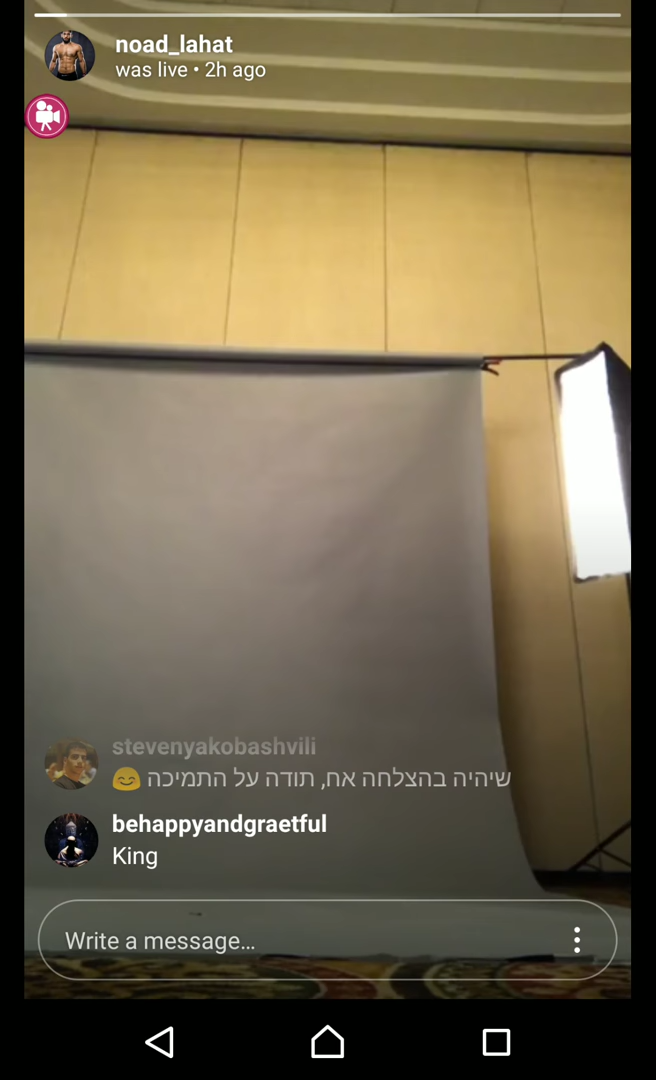 noad_lahat
was live • 2h ago
stevenyakobashvili
שיהיה בהצלחה אח, תודה על התמיכה 😊
behappyandgraetful
King
Write a message...